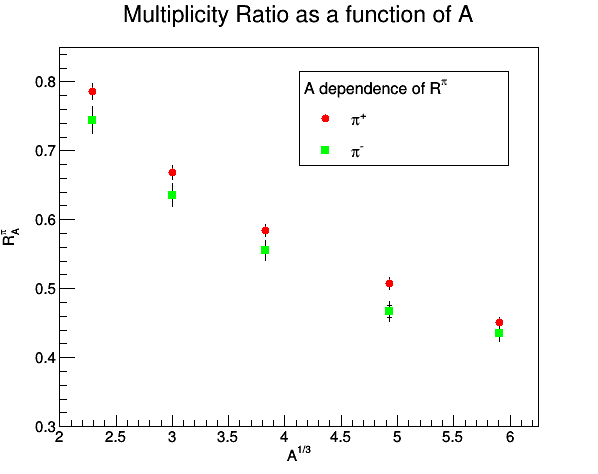 Multiplicity Ratio as a function of A
A dependence of R^π
π^+
π^-
R_A^π
0.8
0.7
0.6
0.5
0.4
0.3
2 2.5 3 3.5 4 4.5 5 5.5 6
A^1/3